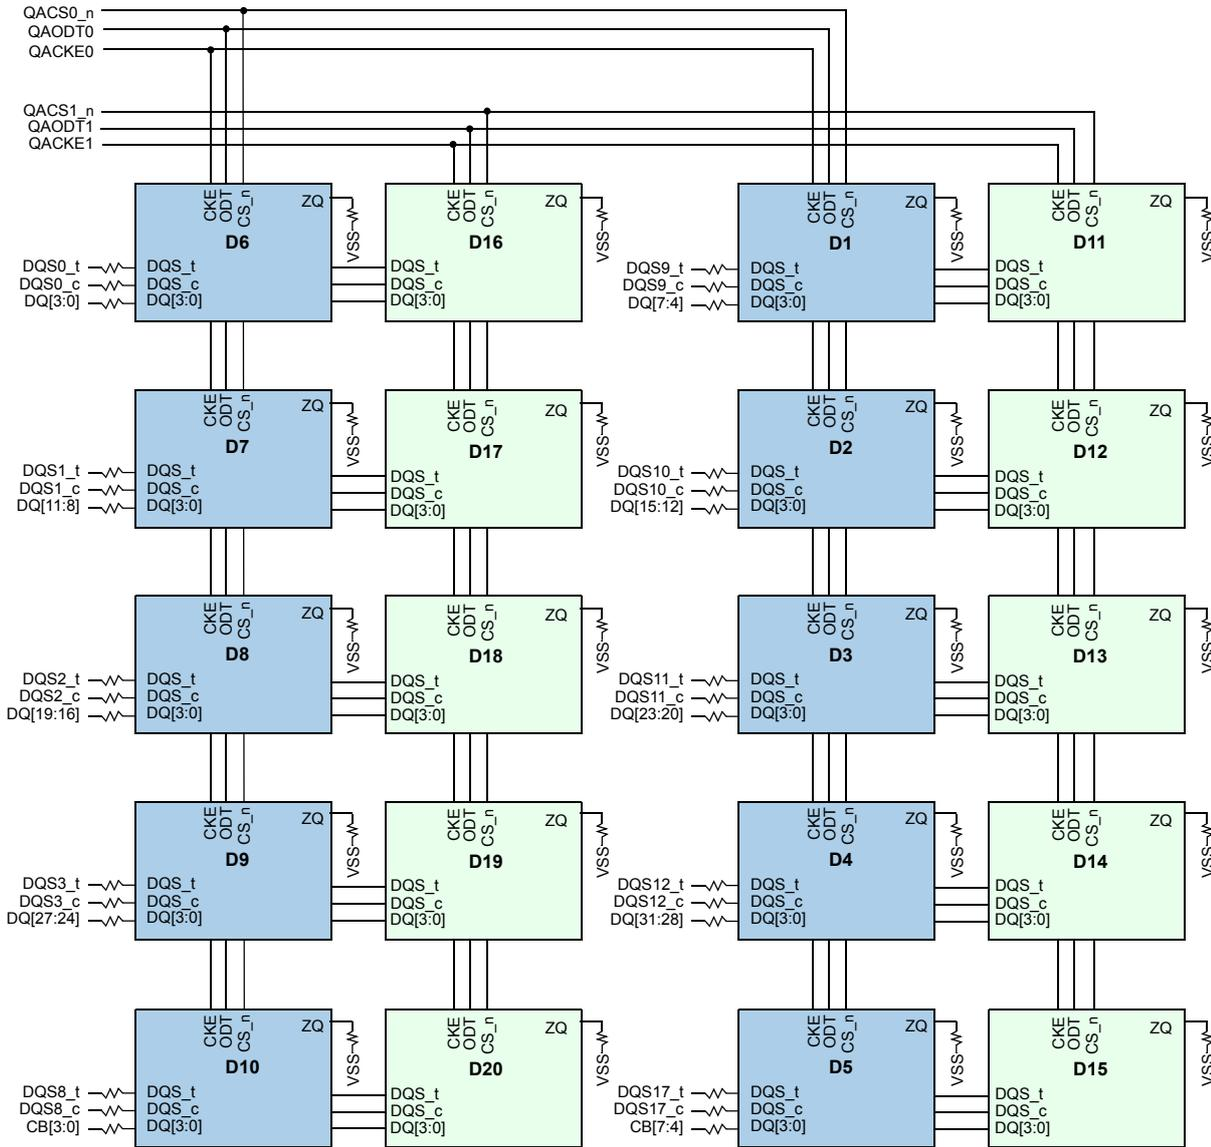 QACS0_n
QAODT0
QACKE0
QACS1_n
QAODT1
QACKE1
CKE
ODT
CS_n
ZQ
VSS
D6
DQS0_t
DQS0_c
DQ[3:0]
DQS_t
DQS_c
DQ[3:0]
CKE
ODT
CS_n
ZQ
VSS
D16
DQS_t
DQS_c
DQ[3:0]
CKE
ODT
CS_n
ZQ
VSS
D1
DQS9_t
DQS9_c
DQ[7:4]
DQS_t
DQS_c
DQ[3:0]
CKE
ODT
CS_n
ZQ
VSS
D11
DQS_t
DQS_c
DQ[3:0]
CKE
ODT
CS_n
ZQ
VSS
D7
DQS1_t
DQS1_c
DQ[11:8]
DQS_t
DQS_c
DQ[3:0]
CKE
ODT
CS_n
ZQ
VSS
D17
DQS_t
DQS_c
DQ[3:0]
CKE
ODT
CS_n
ZQ
VSS
D2
DQS10_t
DQS10_c
DQ[15:12]
DQS_t
DQS_c
DQ[3:0]
CKE
ODT
CS_n
ZQ
VSS
D12
DQS_t
DQS_c
DQ[3:0]
CKE
ODT
CS_n
ZQ
VSS
D8
DQS2_t
DQS2_c
DQ[19:16]
DQS_t
DQS_c
DQ[3:0]
CKE
ODT
CS_n
ZQ
VSS
D18
DQS_t
DQS_c
DQ[3:0]
CKE
ODT
CS_n
ZQ
VSS
D3
DQS11_t
DQS11_c
DQ[23:20]
DQS_t
DQS_c
DQ[3:0]
CKE
ODT
CS_n
ZQ
VSS
D13
DQS_t
DQS_c
DQ[3:0]
CKE
ODT
CS_n
ZQ
VSS
D9
DQS3_t
DQS3_c
DQ[27:24]
DQS_t
DQS_c
DQ[3:0]
CKE
ODT
CS_n
ZQ
VSS
D19
DQS_t
DQS_c
DQ[3:0]
CKE
ODT
CS_n
ZQ
VSS
D4
DQS12_t
DQS12_c
DQ[31:28]
DQS_t
DQS_c
DQ[3:0]
CKE
ODT
CS_n
ZQ
VSS
D14
DQS_t
DQS_c
DQ[3:0]
CKE
ODT
CS_n
ZQ
VSS
D10
DQS8_t
DQS8_c
CB[3:0]
DQS_t
DQS_c
DQ[3:0]
CKE
ODT
CS_n
ZQ
VSS
D20
DQS_t
DQS_c
DQ[3:0]
CKE
ODT
CS_n
ZQ
VSS
D5
DQS17_t
DQS17_c
CB[7:4]
DQS_t
DQS_c
DQ[3:0]
CKE
ODT
CS_n
ZQ
VSS
D15
DQS_t
DQS_c
DQ[3:0]